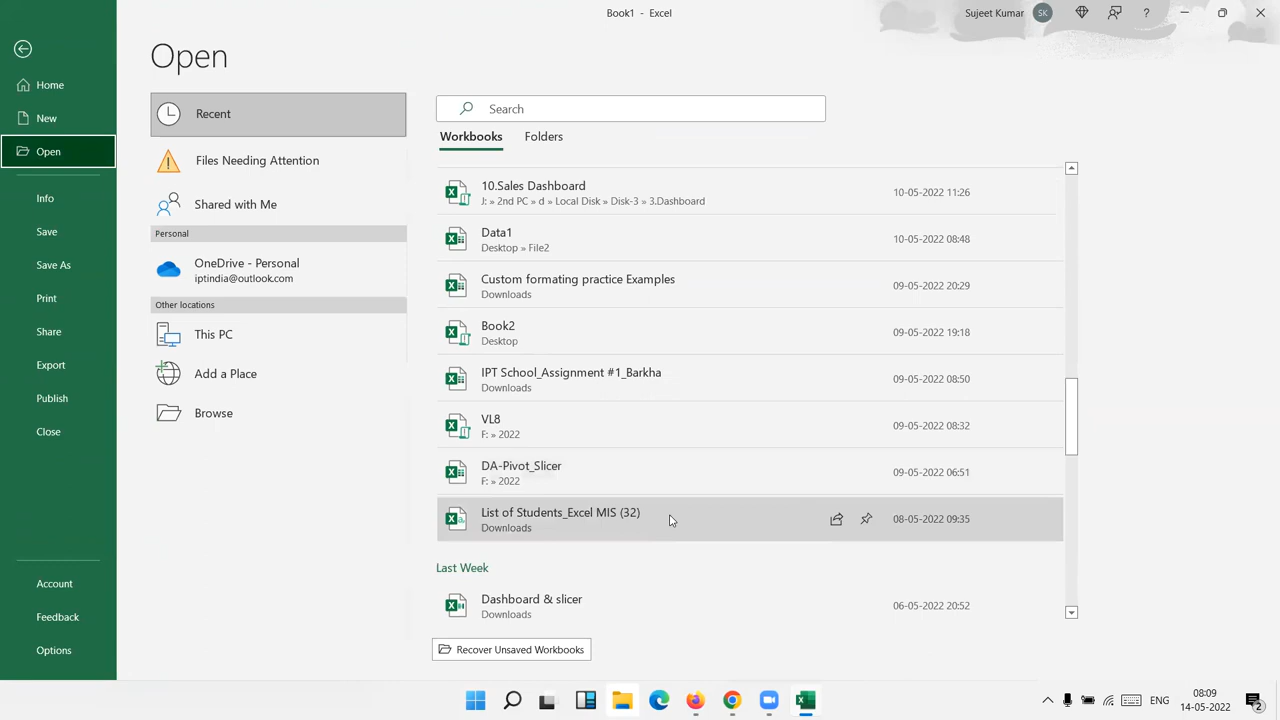 Book1 - Excel
Sujeet Kumar
SK
?
Home
New
Open
Info
Save
Save As
Print
Share
Export
Publish
Close
Account
Feedback
Options
Open
Recent
Files Needing Attention
Shared with Me
Personal
OneDrive - Personal
iptindia@outlook.com
Other locations
This PC
Add a Place
Browse
Search
Workbooks Folders
10.Sales Dashboard
J: » 2nd PC » d » Local Disk » Disk-3 » 3.Dashboard
10-05-2022 11:26
Data1
Desktop » File2
10-05-2022 08:48
Custom formating practice Examples
Downloads
09-05-2022 20:29
Book2
Desktop
09-05-2022 19:18
IPT School_Assignment #1_Barkha
Downloads
09-05-2022 08:50
VL8
F: » 2022
09-05-2022 08:32
DA-Pivot_Slicer
F: » 2022
09-05-2022 06:51
List of Students_Excel MIS (32)
Downloads
08-05-2022 09:35
Last Week
Dashboard & slicer
Downloads
06-05-2022 20:52
Recover Unsaved Workbooks
ENG
08:09
14-05-2022
2